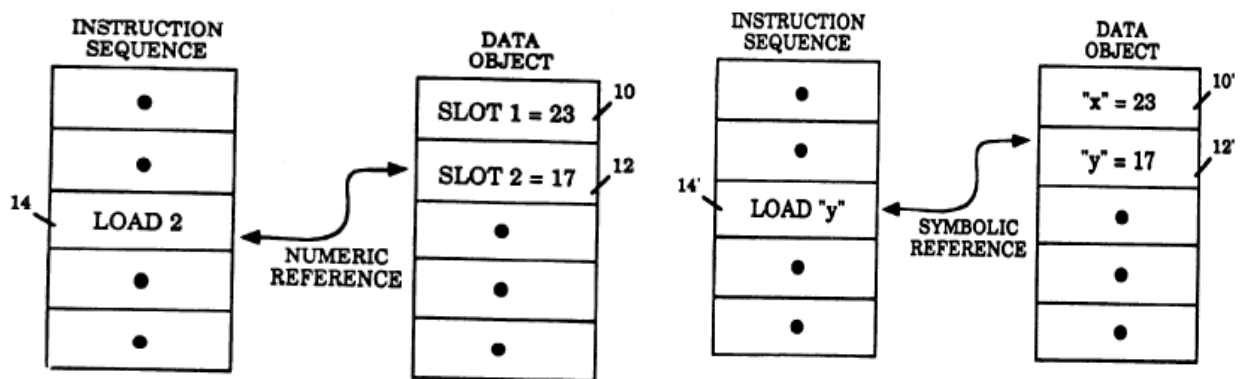 INSTRUCTION
SEQUENCE
14
LOAD 2
NUMERIC
REFERENCE
DATA
OBJECT
SLOT 1 = 23
10
SLOT 2 = 17
12
INSTRUCTION
SEQUENCE
14'
LOAD "y"
SYMBOLIC
REFERENCE
DATA
OBJECT
"x" = 23
10'
"y" = 17
12'